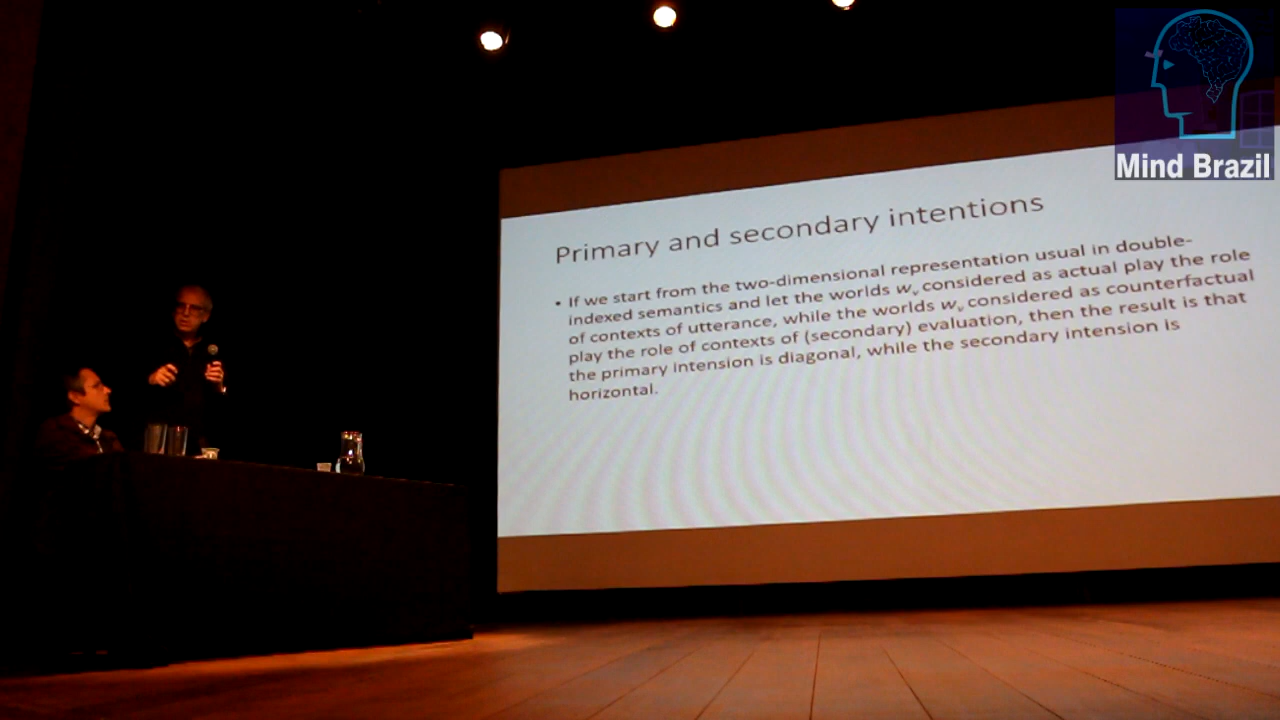 Mind Brazil
Primary and secondary intentions
• If we start from the two-dimensional representation usual in double-
indexed semantics and let the worlds wᵥ considered as actual play the role
of contexts of utterance, while the worlds wᵥ considered as counterfactual
play the role of contexts of (secondary) evaluation, then the result is that
the primary intension is diagonal, while the secondary intension is
horizontal.